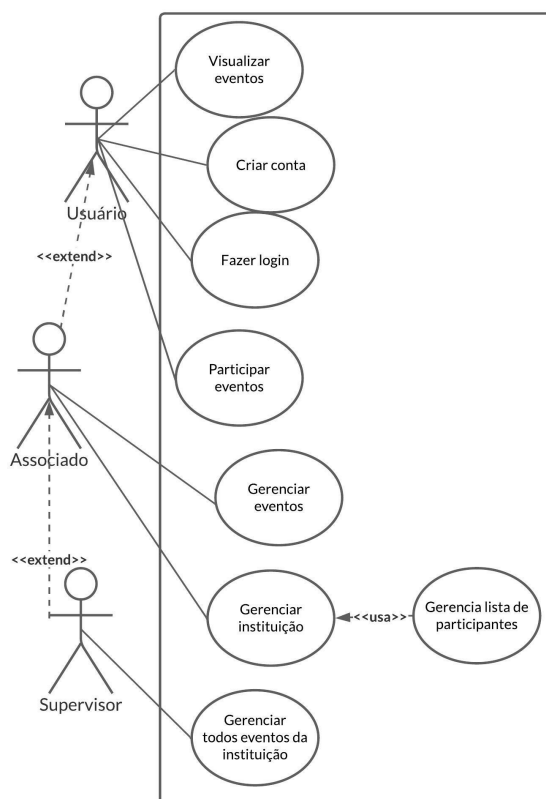 Visualizar
eventos
Criar conta
Usuário
<<extend>>
Fazer login
Participar
eventos
Associado
Gerenciar
eventos
<<extend>>
Gerenciar
instituição
<<usa>>
Gerencia lista de
participantes
Supervisor
Gerenciar
todos eventos da
instituição